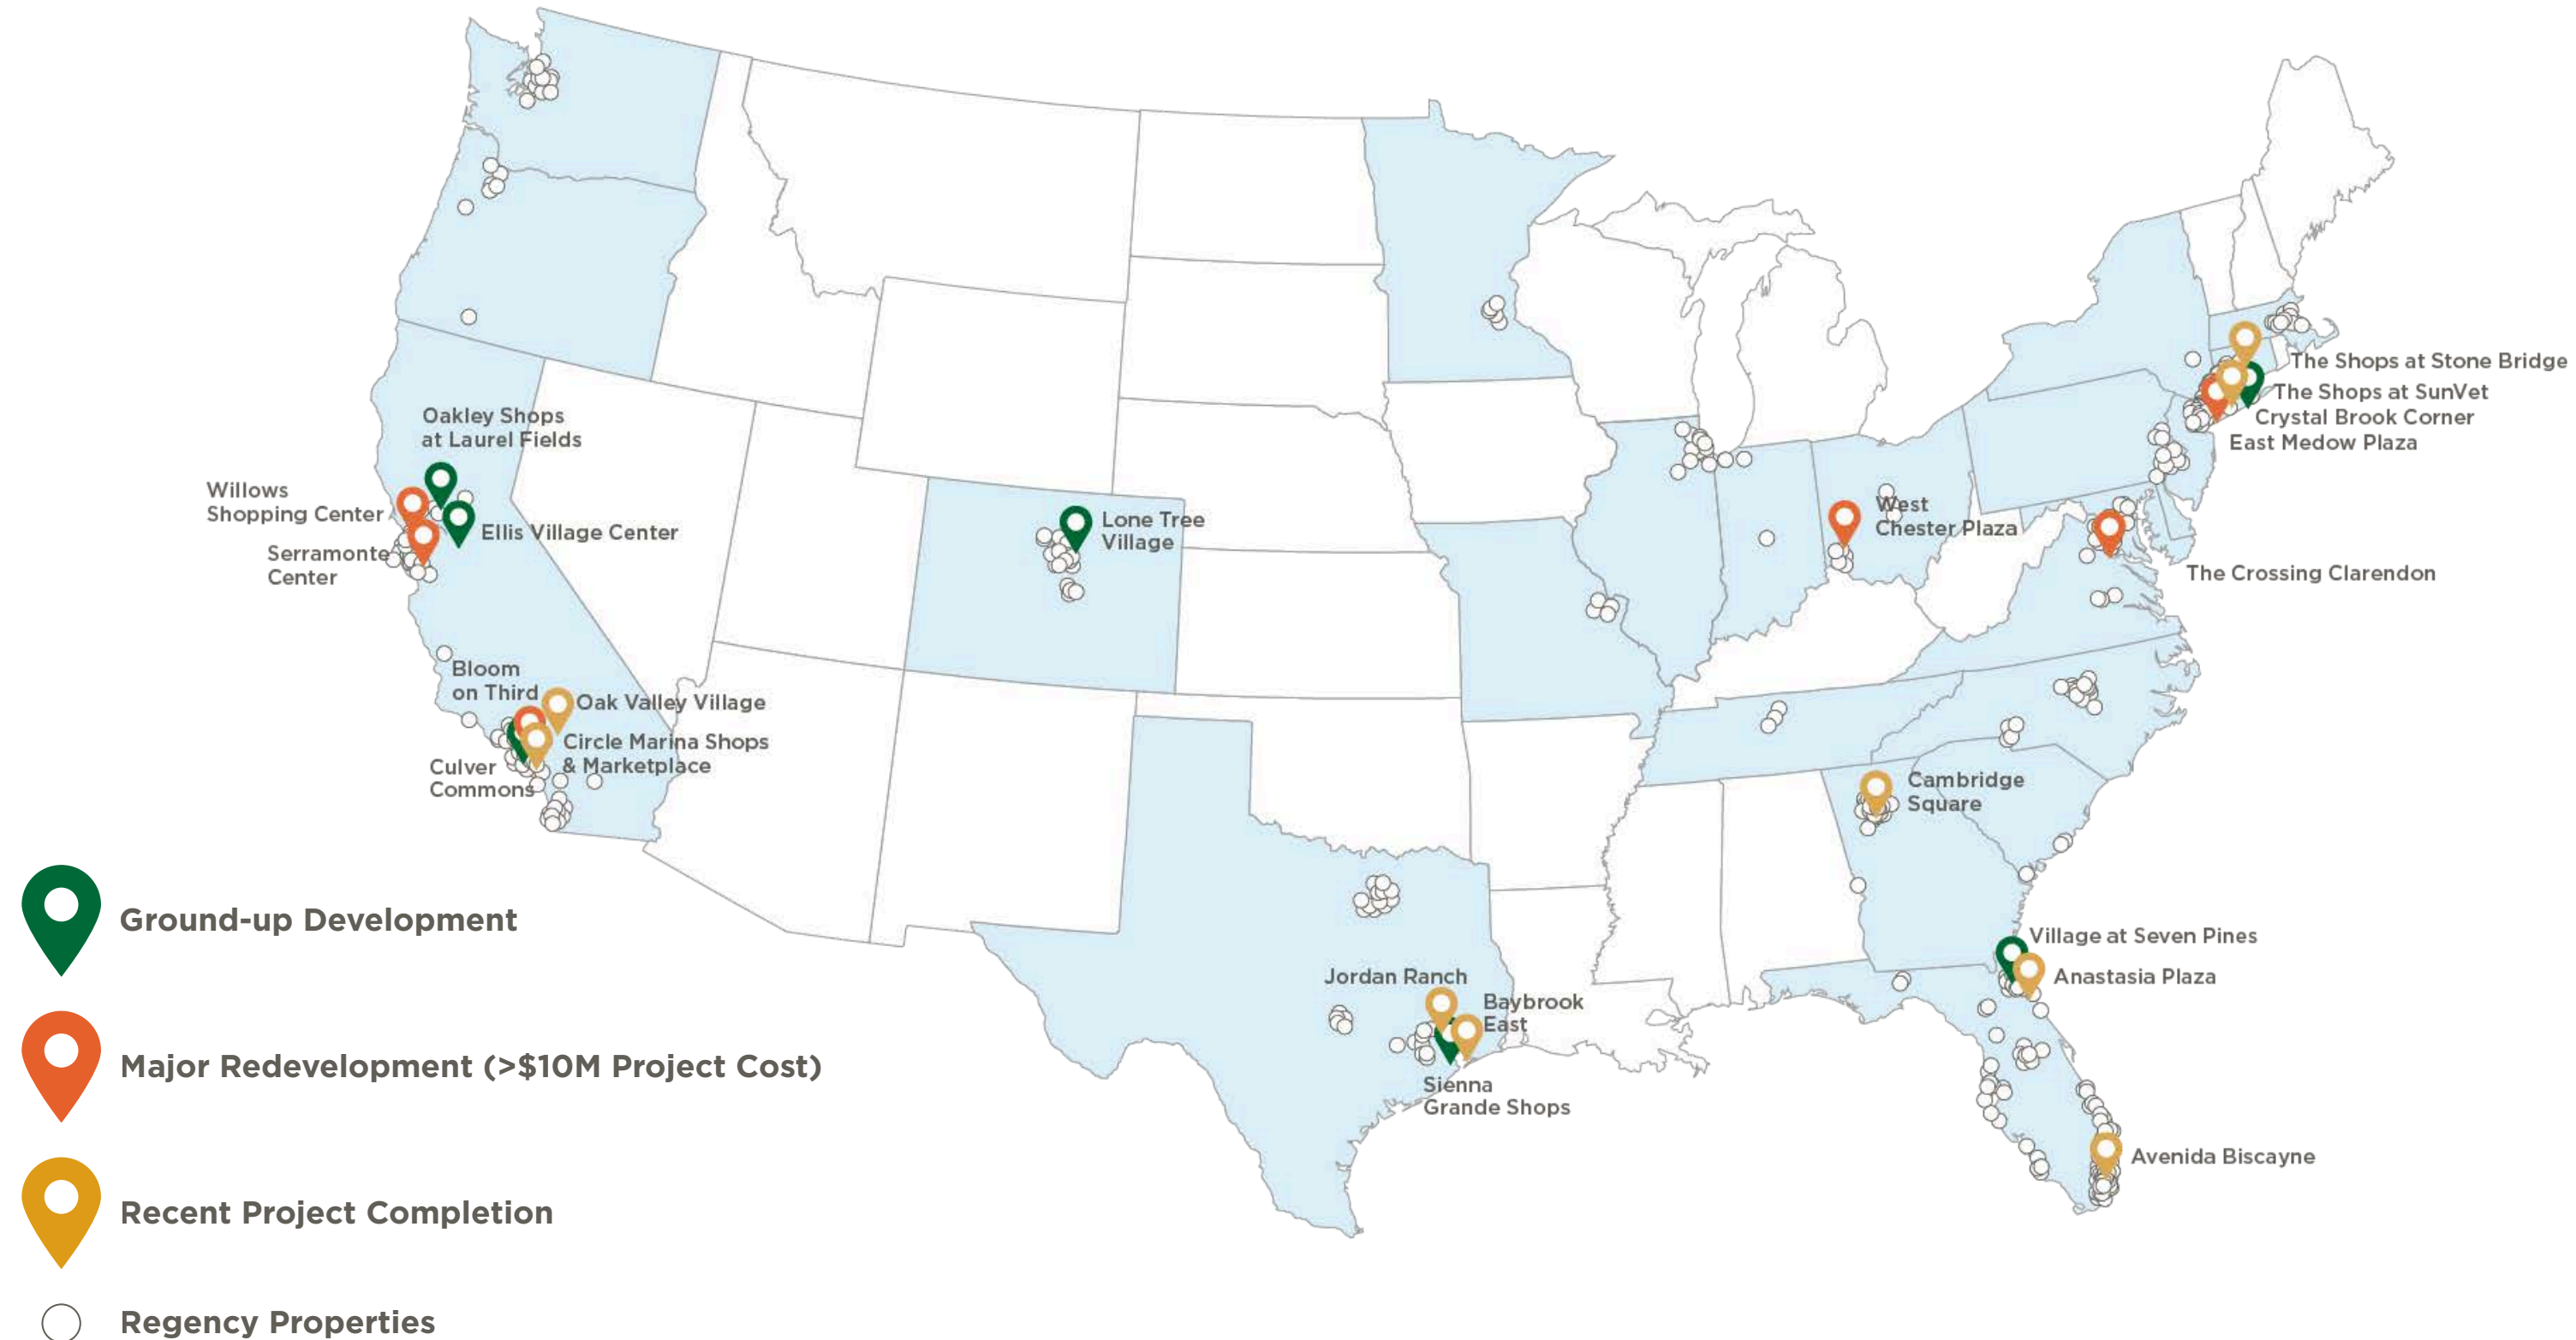 Oakley Shops
at Laurel Fields
Willows
Shopping Center
Ellis Village Center
Serramonte
Center
Bloom
on Third
Oak Valley Village
Circle Marina Shops
& Marketplace
Culver
Commons
Lone Tree
Village
West
Chester Plaza
The Shops at Stone Bridge
The Shops at SunVet
Crystal Brook Corner
East Medow Plaza
The Crossing Clarendon
Cambridge
Square
Village at Seven Pines
Anastasia Plaza
Jordan Ranch
Baybrook
East
Sienna
Grande Shops
Avenida Biscayne
Ground-up Development
Major Redevelopment (>$10M Project Cost)
Recent Project Completion
Regency Properties